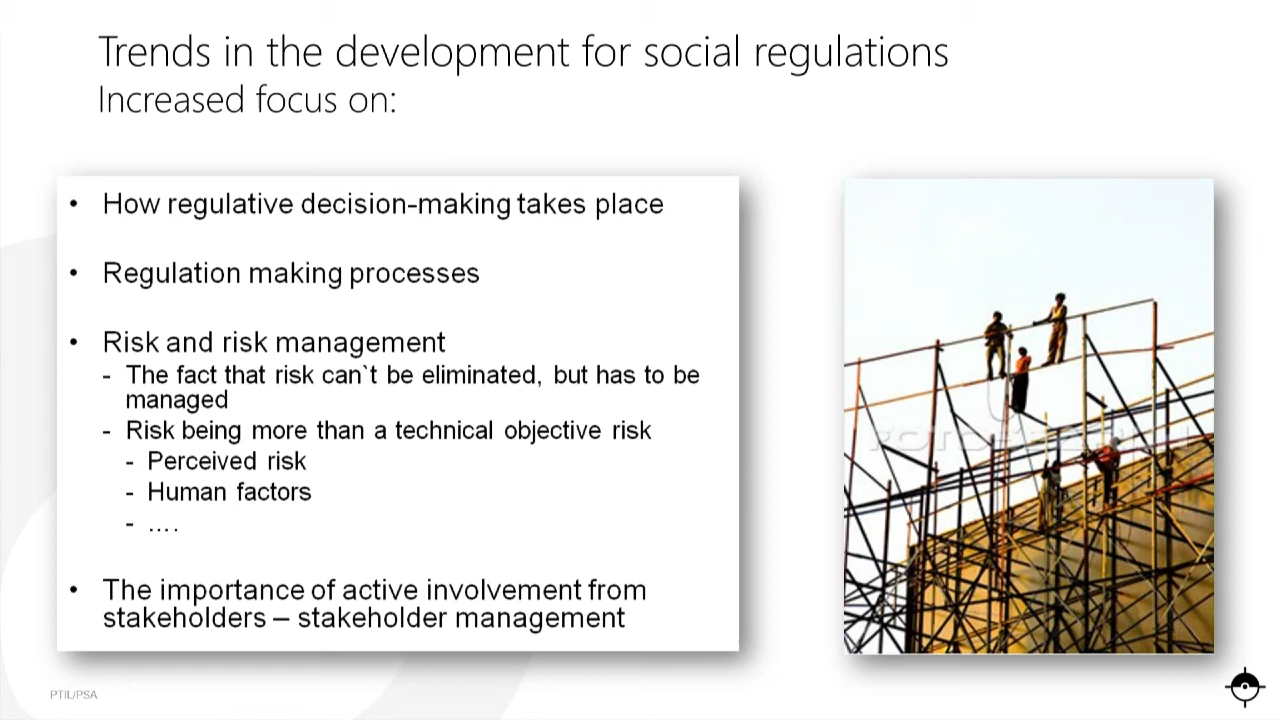 Trends in the development for social regulations
Increased focus on:
• How regulative decision-making takes place
• Regulation making processes
• Risk and risk management
- The fact that risk can`t be eliminated, but has to be
managed
- Risk being more than a technical objective risk
- Perceived risk
- Human factors
- ….
• The importance of active involvement from
stakeholders – stakeholder management
PTIL/PSA